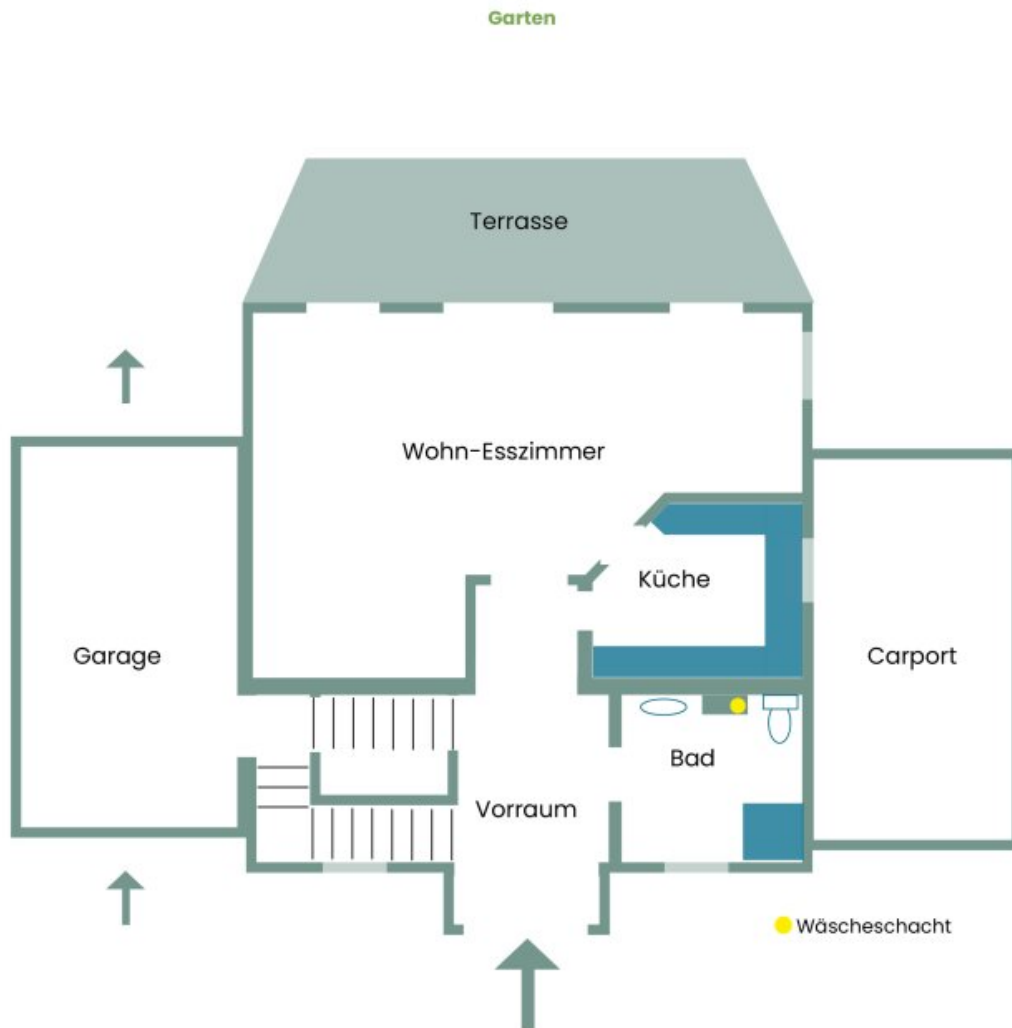 Garten
Terrasse
Wohn-Esszimmer
Küche
Garage
Carport
Bad
Vorraum
Wäscheschacht